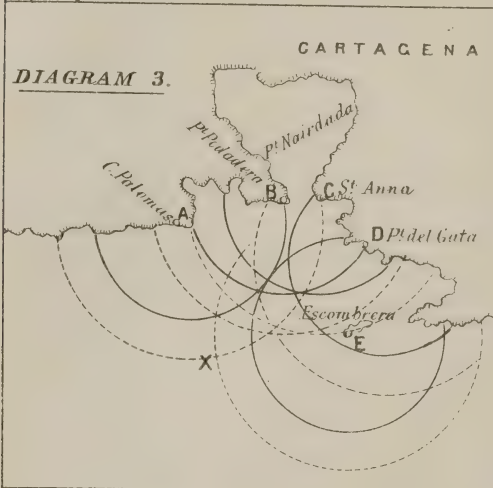 CARTAGENA
DIAGRAM 3.
Pt. Podadera
Pt. Nairdada
C. Palomas
A
B
C
St. Anna
D
Pt. del Gata
Escombrera
E
X